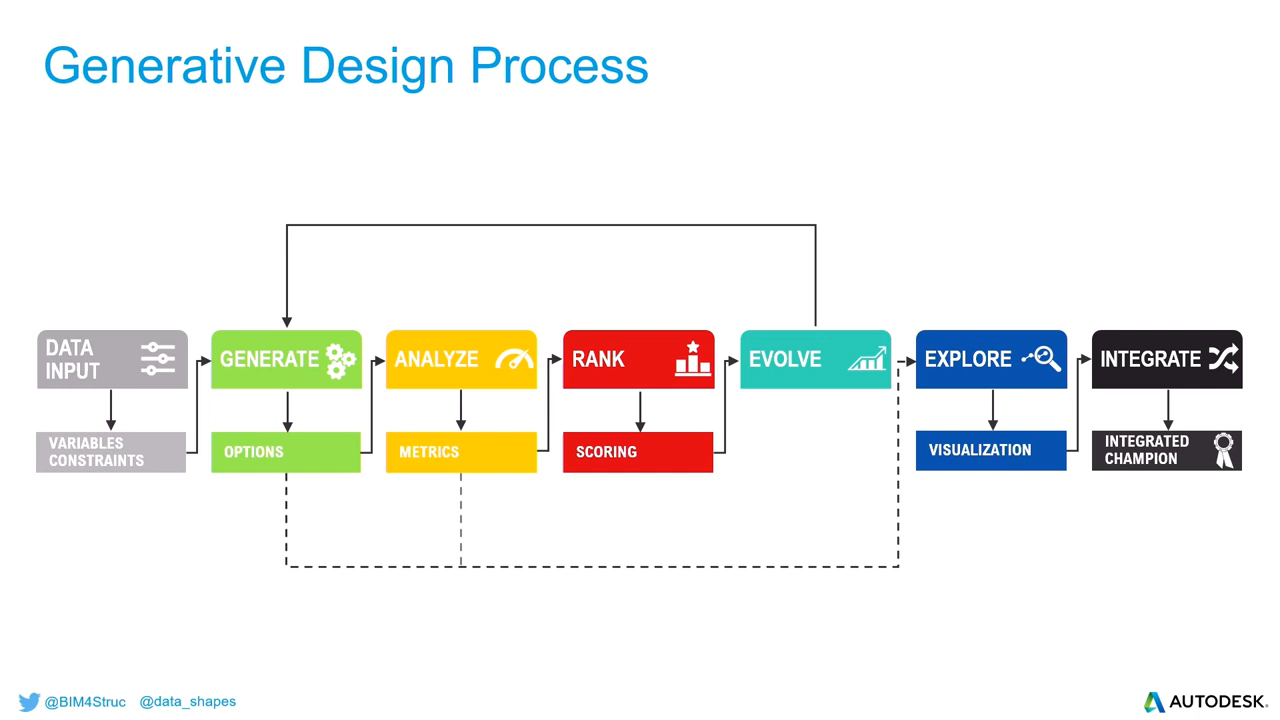 Generative Design Process
DATA
INPUT
GENERATE
ANALYZE
RANK
EVOLVE
EXPLORE
INTEGRATE
VARIABLES
CONSTRAINTS
OPTIONS
METRICS
SCORING
VISUALIZATION
INTEGRATED
CHAMPION
@BIM4Struc @data_shapes
AUTODESK.